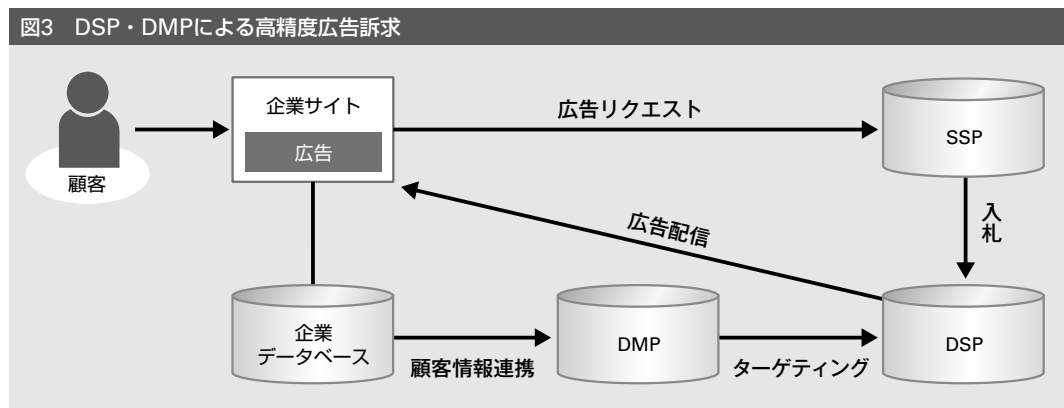 図3 DSP・DMPによる高精度広告訴求
企業サイト
広告
顧客
広告リクエスト
SSP
入札
広告配信
企業
データベース
顧客情報連携
DMP
ターゲティング
DSP